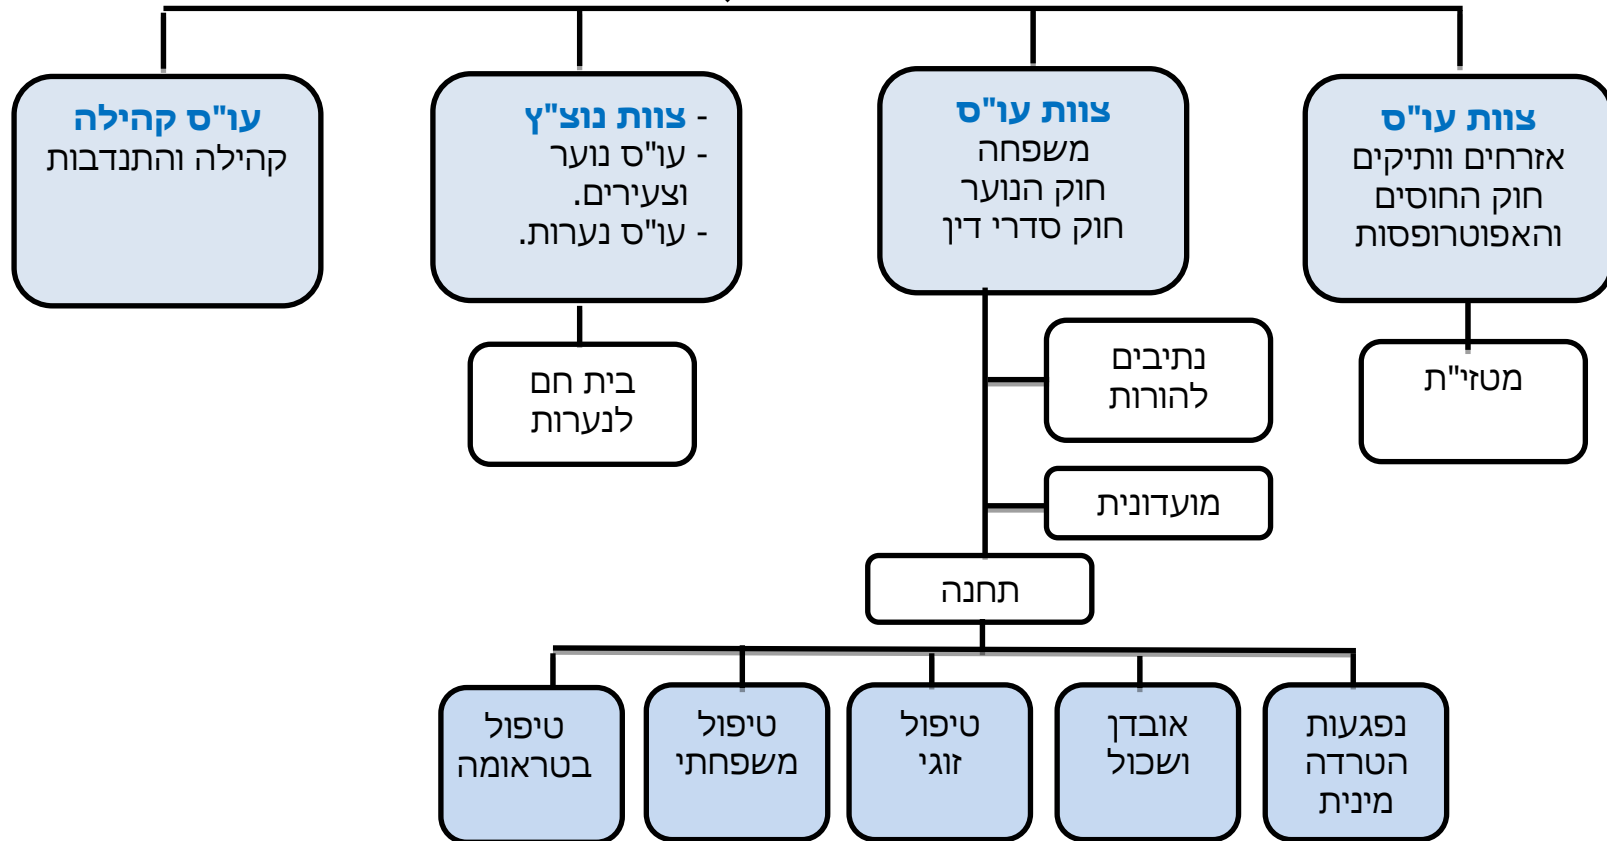 צוות עו"ס
אזרחים וותיקים
חוק החוסים
והאפוטרופסות
צוות עו"ס
משפחה
חוק הנוער
חוק סדרי דין
- צוות נוצ"ץ
- עו"ס נוער
וצעירים.
- עו"ס נערות.
עו"ס קהילה
קהילה והתנדבות
מטזי"ת
נתיבים
להורות
בית חם
לנערות
מועדונית
תחנה
נפגעות
הטרדה
מינית
אובדן
ושכול
טיפול
זוגי
טיפול
משפחתי
טיפול
בטראומה